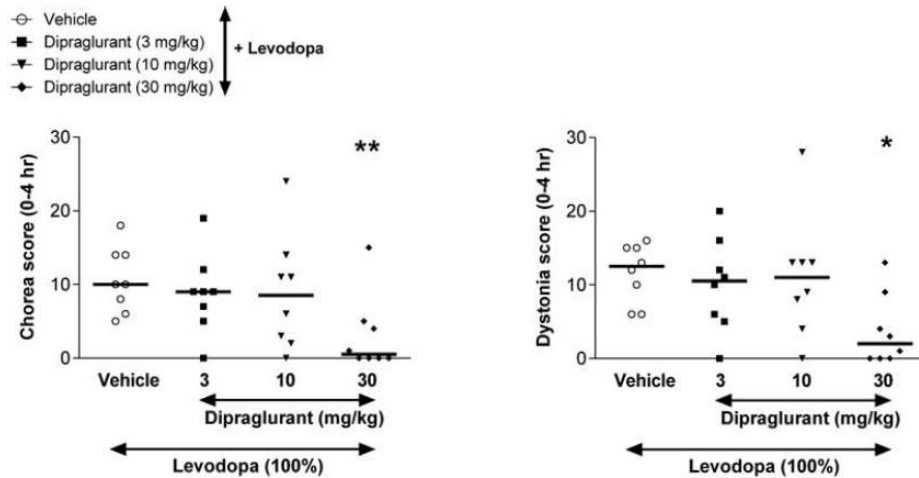 Vehicle
Dipraglurant (3 mg/kg)
Dipraglurant (10 mg/kg)
Dipraglurant (30 mg/kg)
+ Levodopa
Chorea score (0-4 hr)
30
20
10
0
**
Vehicle
3
10
30
Dipraglurant (mg/kg)
Levodopa (100%)
Dystonia score (0-4 hr)
30
20
10
0
*
Vehicle
3
10
30
Dipraglurant (mg/kg)
Levodopa (100%)